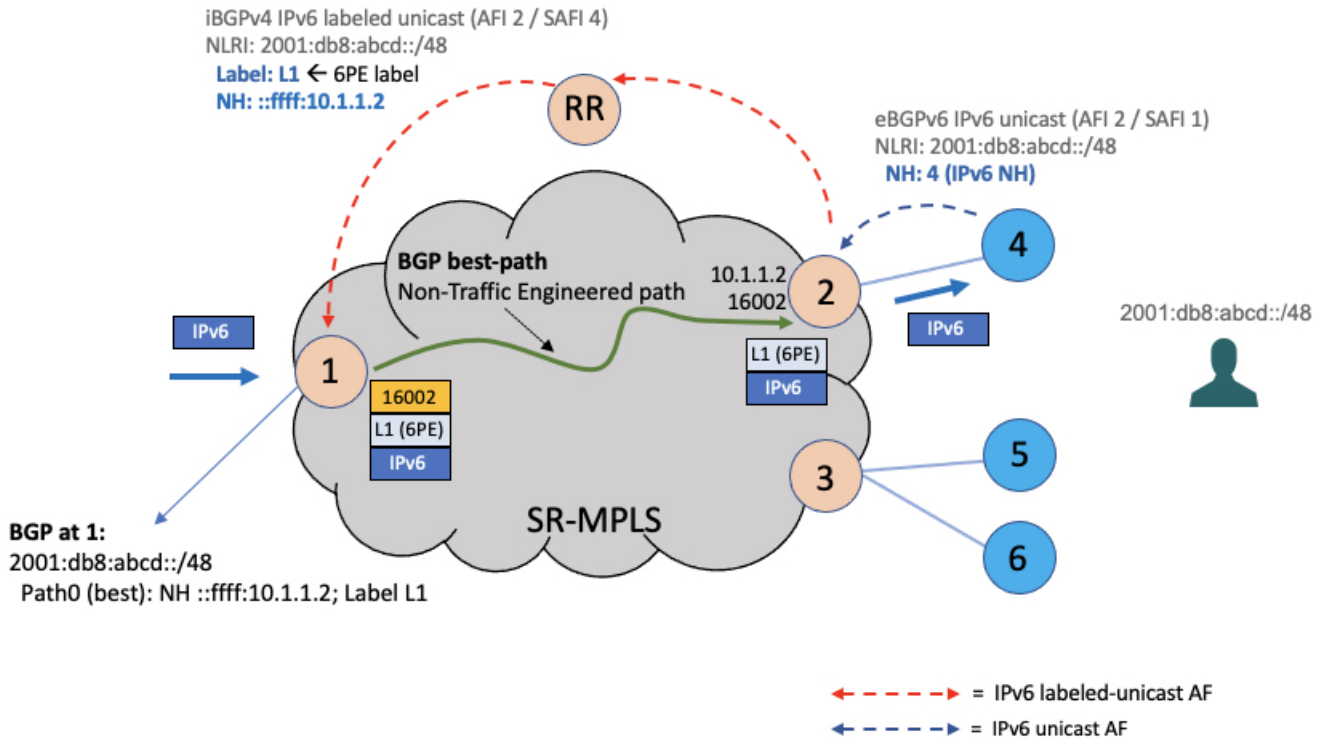 iBGPv4 IPv6 labeled unicast (AFI 2 / SAFI 4)
NLRI: 2001:db8:abcd::/48
Label: L1 ← 6PE label
NH: ::ffff:10.1.1.2
RR
eBGPv6 IPv6 unicast (AFI 2 / SAFI 1)
NLRI: 2001:db8:abcd::/48
NH: 4 (IPv6 NH)
4
BGP best-path
Non-Traffic Engineered path
10.1.1.2
16002
2
IPv6
IPv6
2001:db8:abcd::/48
1
L1 (6PE)
IPv6
16002
L1 (6PE)
IPv6
3
5
6
SR-MPLS
BGP at 1:
2001:db8:abcd::/48
Path0 (best): NH ::ffff:10.1.1.2; Label L1
= IPv6 labeled-unicast AF
= IPv6 unicast AF